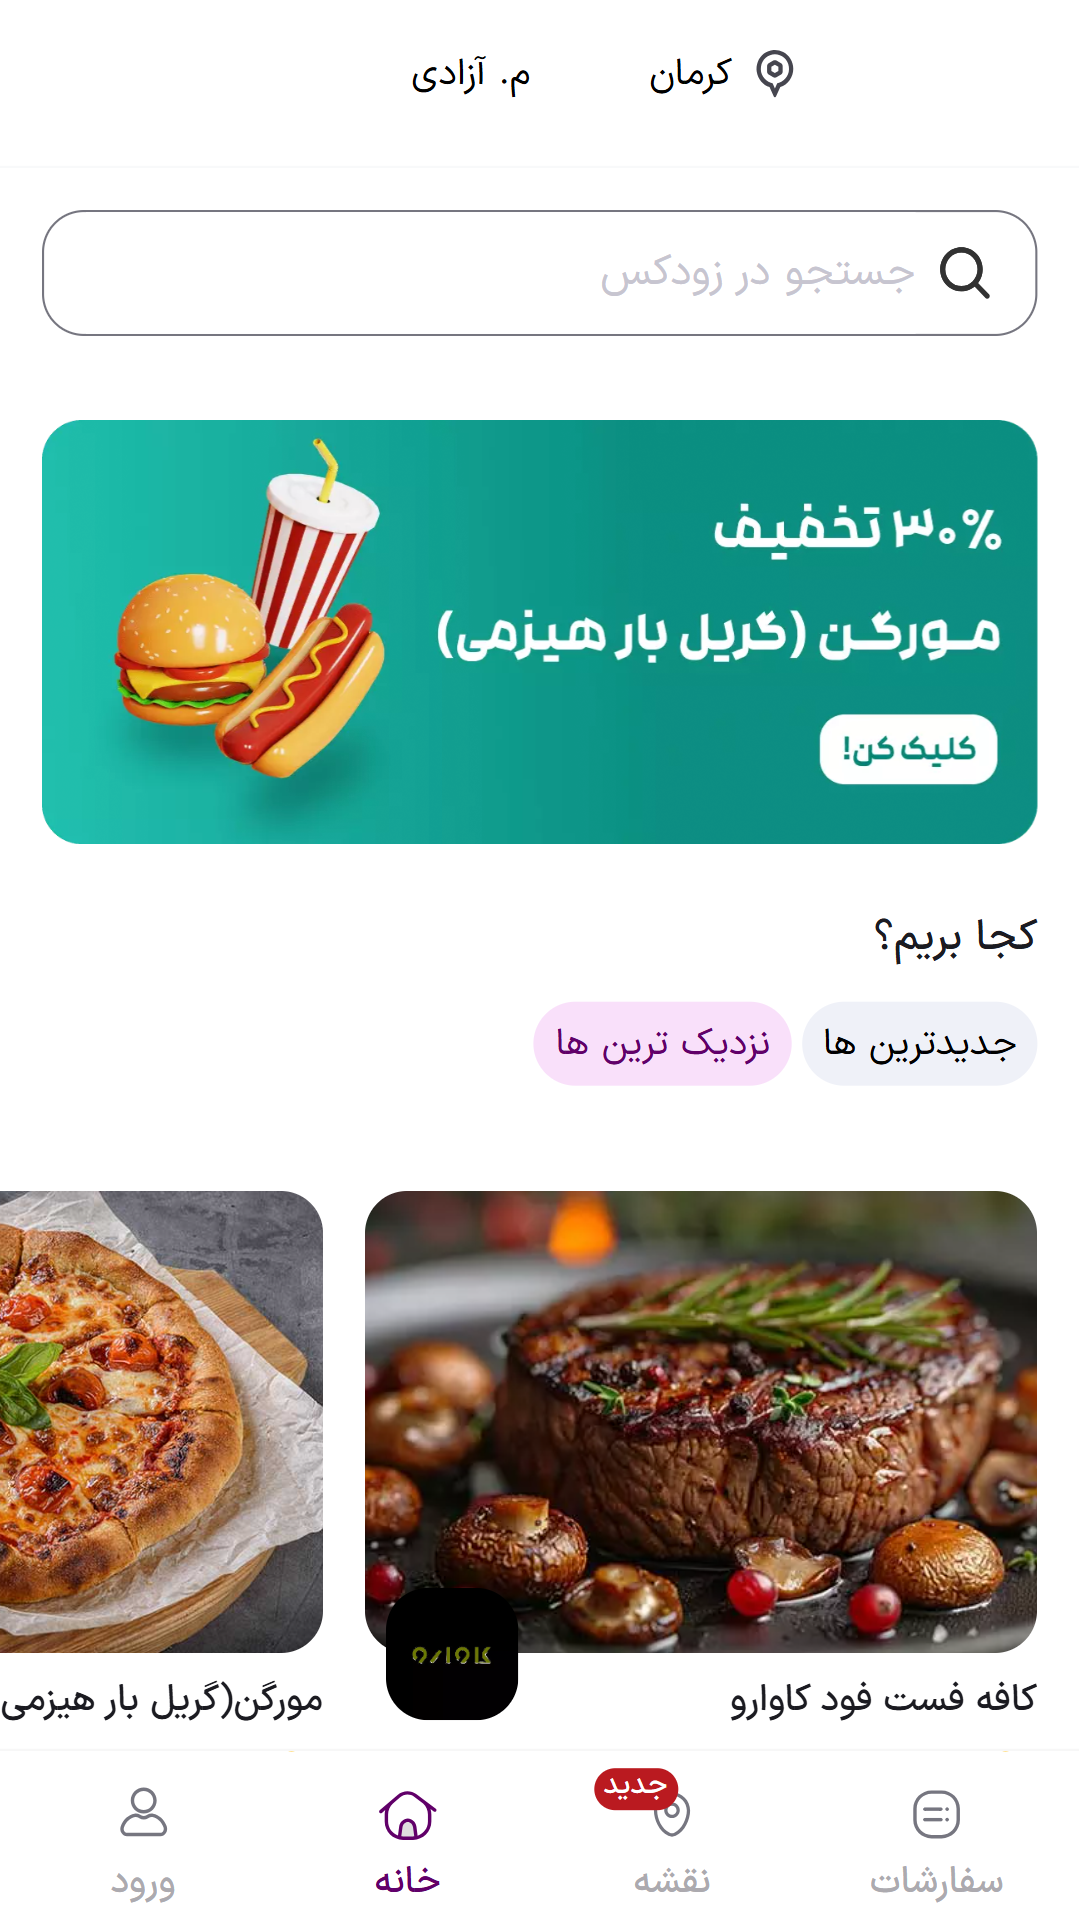 کرمان م. آزادی
جستجو در زودکس
۳۰% تخفیف
مورگن (گریل بار هیزمی)
کلیک کن!
کجا بریم؟
جدیدترین ها
نزدیک ترین ها
کافه فست فود کاوارو
مورگن(گریل بار هیزمی
سفارشات
نقشه
جدید
خانه
ورود